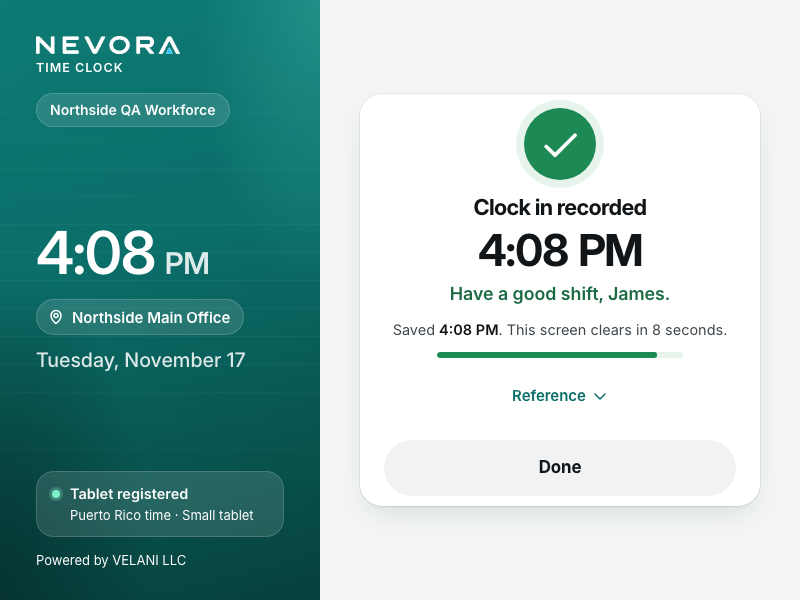 NEVORA
TIME CLOCK
Northside QA Workforce
4:08 PM
Northside Main Office
Tuesday, November 17
Tablet registered
Puerto Rico time · Small tablet
Powered by VELANI LLC
Clock in recorded
4:08 PM
Have a good shift, James.
Saved 4:08 PM. This screen clears in 8 seconds.
Reference
Done